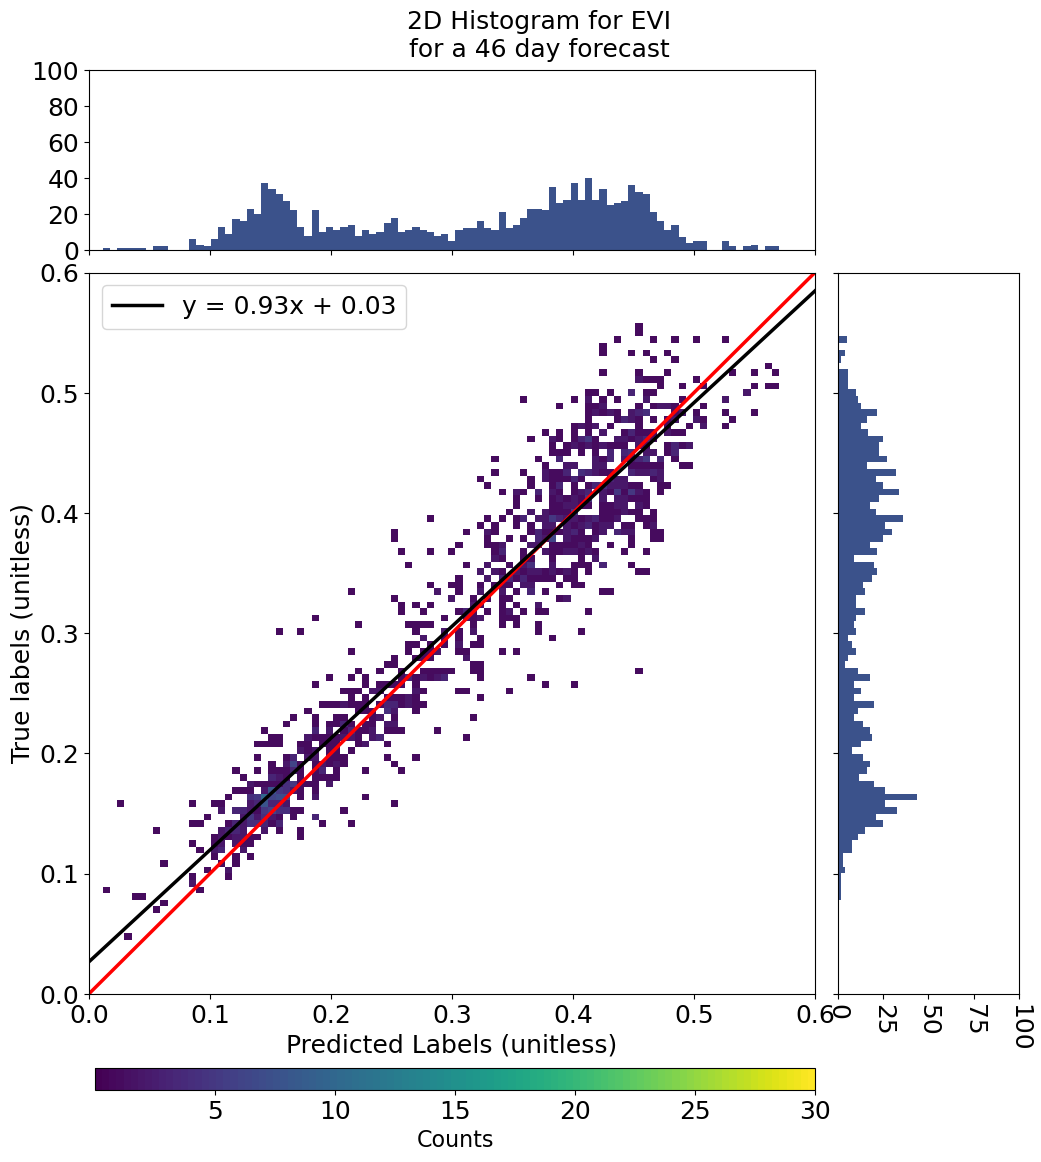 2D Histogram for EVI
for a 46 day forecast
100
80
60
40
20
0
0.6
y = 0.93x + 0.03
0.5
0.4
0.3
0.2
0.1
0.0
True labels (unitless)
0.0 0.1 0.2 0.3 0.4 0.5 0.6
Predicted Labels (unitless)
0 25 50 75 100
5 10 15 20 25 30
Counts